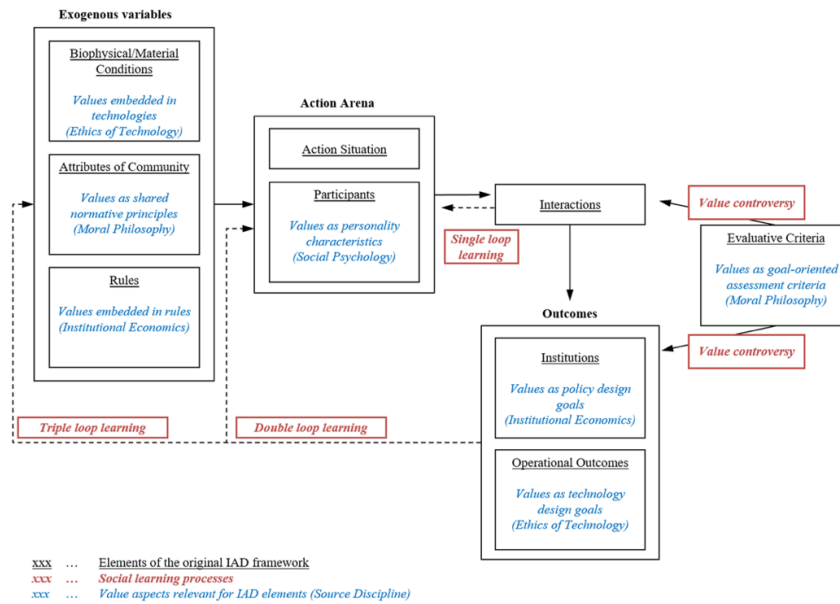 Exogenous variables
Biophysical/Material
Conditions
Values embedded in
technologies
(Ethics of Technology)
Attributes of Community
Values as shared
normative principles
(Moral Philosophy)
Rules
Values embedded in rules
(Institutional Economics)
Action Arena
Action Situation
Participants
Values as personality
characteristics
(Social Psychology)
Interactions
Single loop
learning
Value controversy
Evaluative Criteria
Values as goal-oriented
assessment criteria
(Moral Philosophy)
Value controversy
Outcomes
Institutions
Values as policy design
goals
(Institutional Economics)
Operational Outcomes
Values as technology
design goals
(Ethics of Technology)
Triple loop learning
Double loop learning
xxx ... Elements of the original IAD framework
xxx ... Social learning processes
xxx ... Value aspects relevant for IAD elements (Source Discipline)